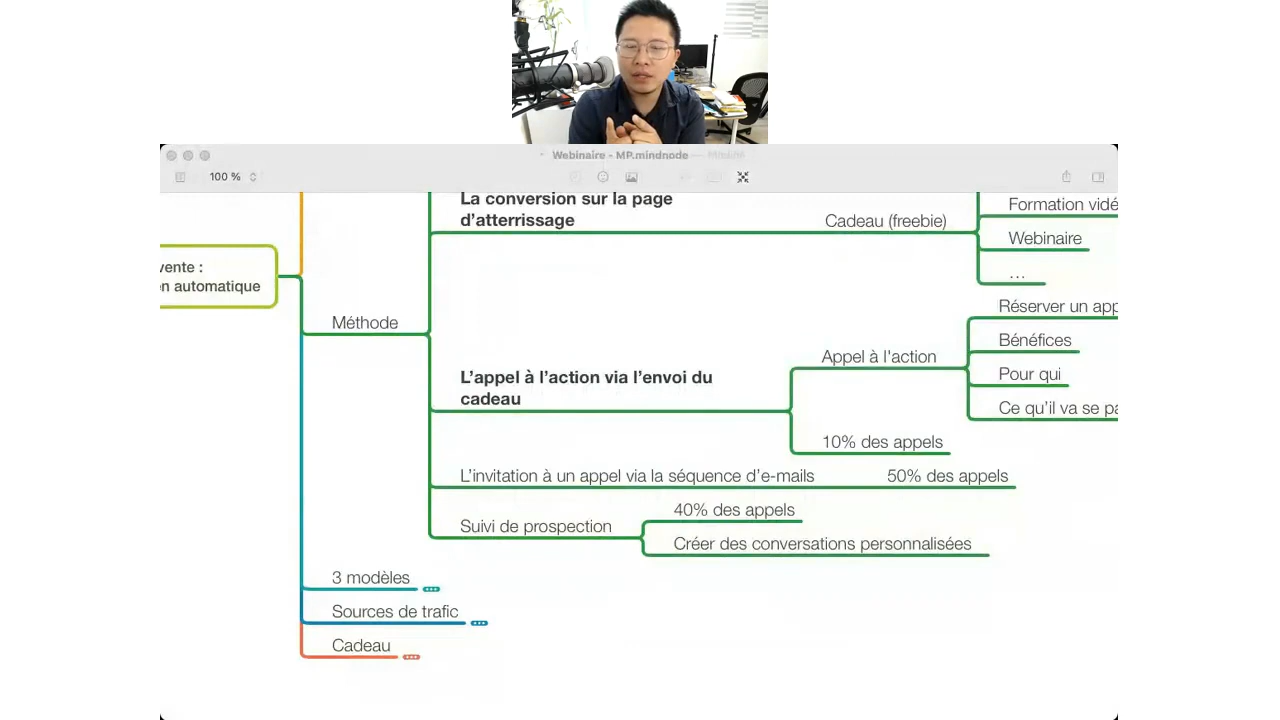 Webinaire - MP.mindnode — Modifié
100 %
La conversion sur la page
d’atterrissage
Cadeau (freebie)
Formation vidé
Webinaire
...
vente :
en automatique
Méthode
Réserver un app
Bénéfices
Appel à l'action
Pour qui
L’appel à l’action via l’envoi du
cadeau
Ce qu’il va se pa
10% des appels
L’invitation à un appel via la séquence d’e-mails
50% des appels
40% des appels
Suivi de prospection
Créer des conversations personnalisées
3 modèles
Sources de trafic
Cadeau